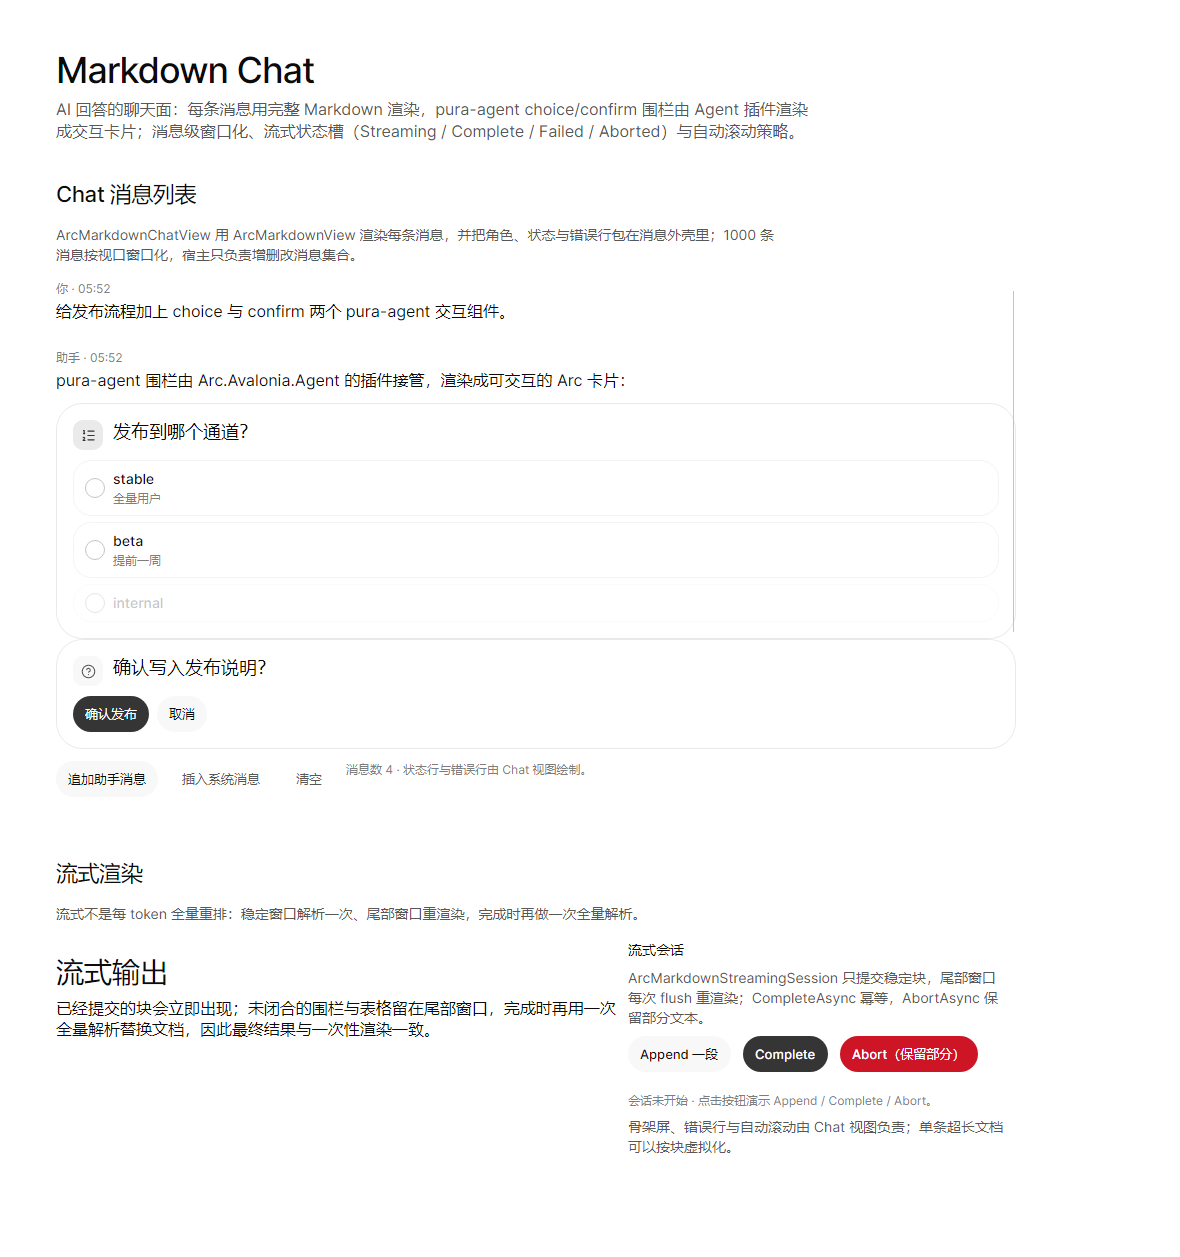 Markdown Chat
AI 回答的聊天面：每条消息用完整 Markdown 渲染，pura-agent choice/confirm 围栏由 Agent 插件渲染
成交互卡片；消息级窗口化、流式状态槽（Streaming / Complete / Failed / Aborted）与自动滚动策略。
Chat 消息列表
ArcMarkdownChatView 用 ArcMarkdownView 渲染每条消息，并把角色、状态与错误行包在消息外壳里；1000 条
消息按视口窗口化，宿主只负责增删改消息集合。
你 · 05:52
给发布流程加上 choice 与 confirm 两个 pura-agent 交互组件。
助手 · 05:52
pura-agent 围栏由 Arc.Avalonia.Agent 的插件接管，渲染成可交互的 Arc 卡片：
发布到哪个通道？
stable
全量用户
beta
提前一周
internal
确认写入发布说明？
确认发布 取消
追加助手消息 插入系统消息 清空 消息数 4 · 状态行与错误行由 Chat 视图绘制。
流式渲染
流式不是每 token 全量重排：稳定窗口解析一次、尾部窗口重渲染，完成时再做一次全量解析。
流式输出
已经提交的块会立即出现；未闭合的围栏与表格留在尾部窗口，完成时再用一次
全量解析替换文档，因此最终结果与一次性渲染一致。
流式会话
ArcMarkdownStreamingSession 只提交稳定块，尾部窗口
每次 flush 重渲染；CompleteAsync 幂等，AbortAsync 保
留部分文本。
Append 一段 Complete Abort（保留部分）
会话未开始 · 点击按钮演示 Append / Complete / Abort。
骨架屏、错误行与自动滚动由 Chat 视图负责；单条超长文档
可以按块虚拟化。